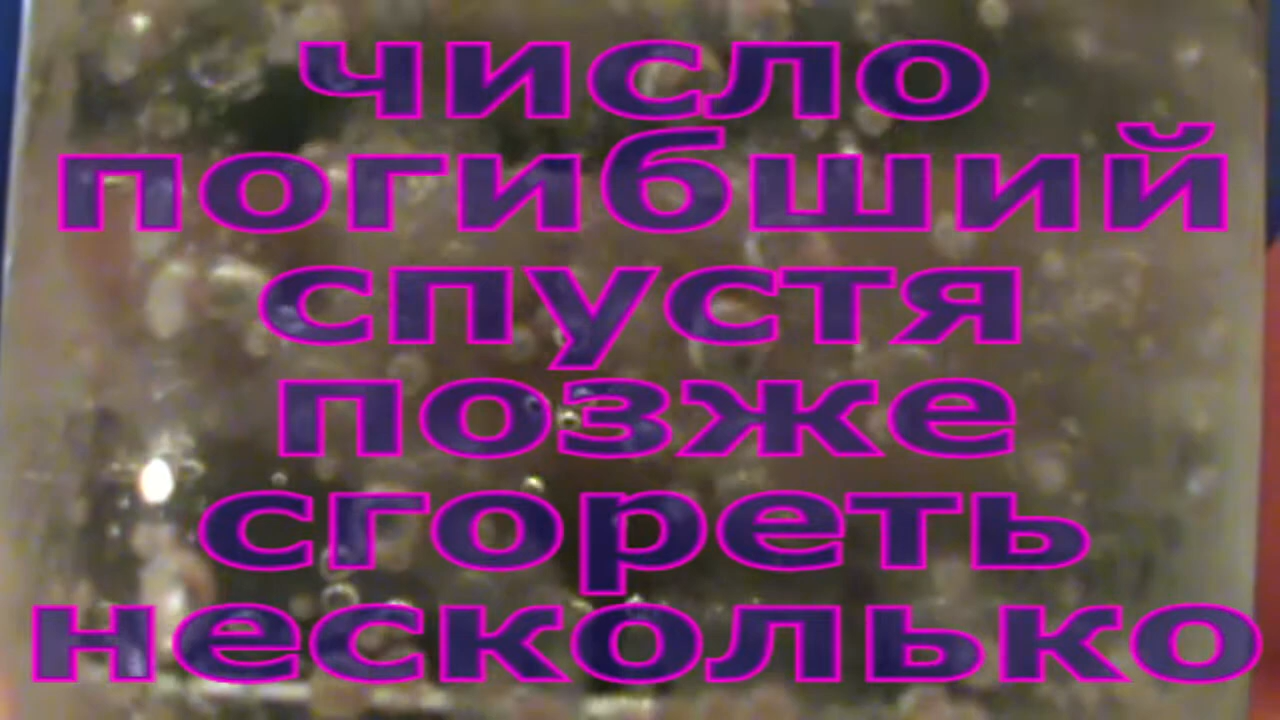 число
погибший
спустя
позже
сгореть
несколько